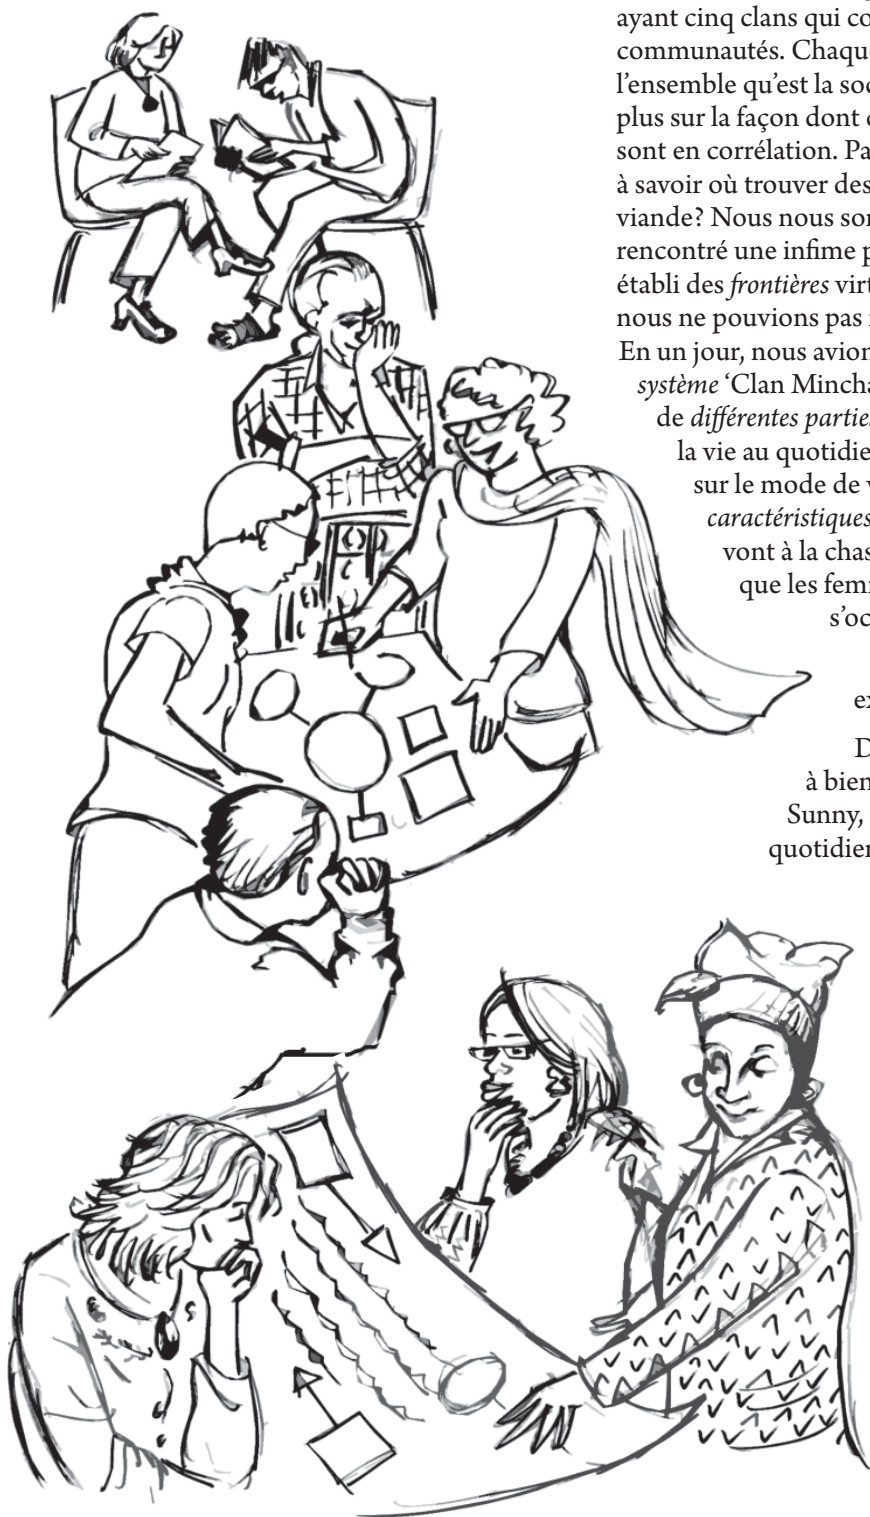 ayant cinq clans qui co
communautés. Chaque
l’ensemble qu’est la soc
plus sur la façon dont
sont en corrélation. Pa
à savoir où trouver des
viande? Nous nous son
rencontré une infime p
établi des frontières virt
nous ne pouvions pas
En un jour, nous avion
système ‘Clan Mincha
de différentes parties
la vie au quotidie
sur le mode de v
caractéristiques
vont à la chas
que les femm
s’oc
ex
D
à bien
Sunny,
quotidien